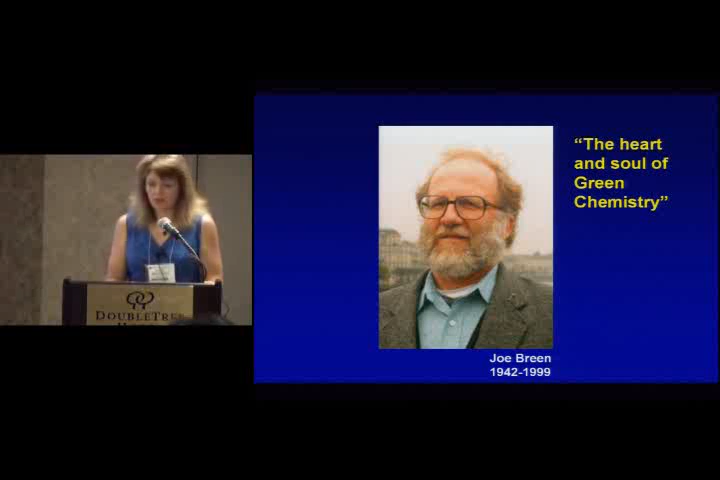 “The heart
and soul of
Green
Chemistry”
Joe Breen
1942-1999
DOUBLETREE